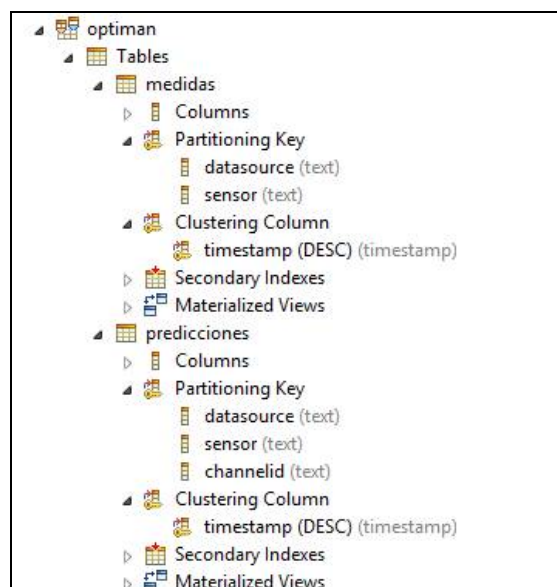 optiman
Tables
medidas
Columns
Partitioning Key
datasource (text)
sensor (text)
Clustering Column
timestamp (DESC) (timestamp)
Secondary Indexes
Materialized Views
predicciones
Columns
Partitioning Key
datasource (text)
sensor (text)
channelid (text)
Clustering Column
timestamp (DESC) (timestamp)
Secondary Indexes
Materialized Views